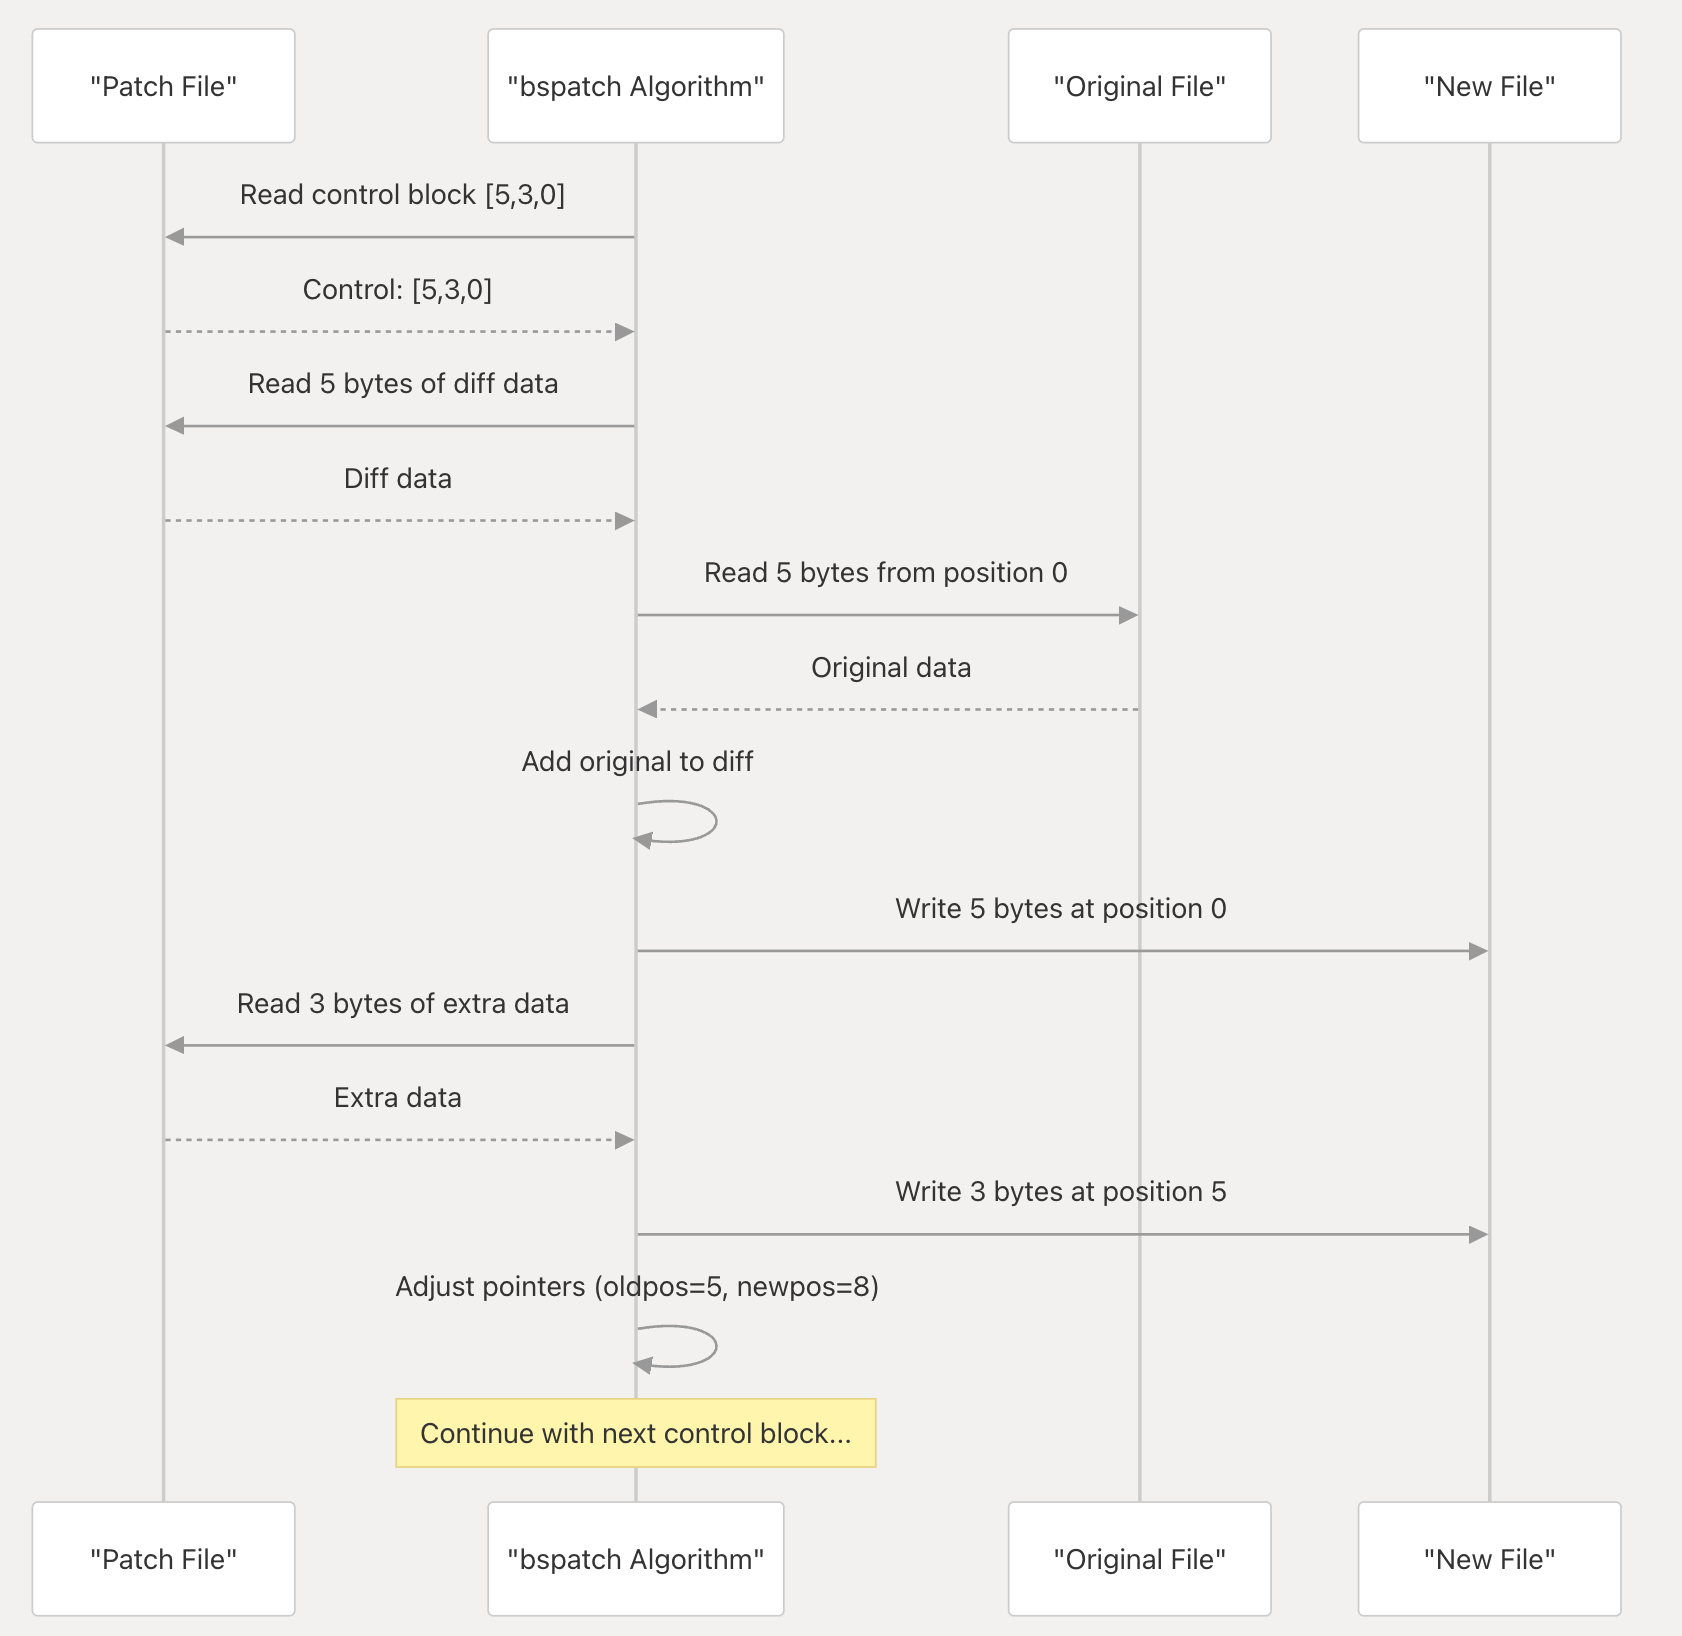 "Patch File"
"bspatch Algorithm"
"Original File"
"New File"
Read control block [5,3,0]
Control: [5,3,0]
Read 5 bytes of diff data
Diff data
Read 5 bytes from position 0
Original data
Add original to diff
Write 5 bytes at position 0
Read 3 bytes of extra data
Extra data
Write 3 bytes at position 5
Adjust pointers (oldpos=5, newpos=8)
Continue with next control block...
"Patch File"
"bspatch Algorithm"
"Original File"
"New File"